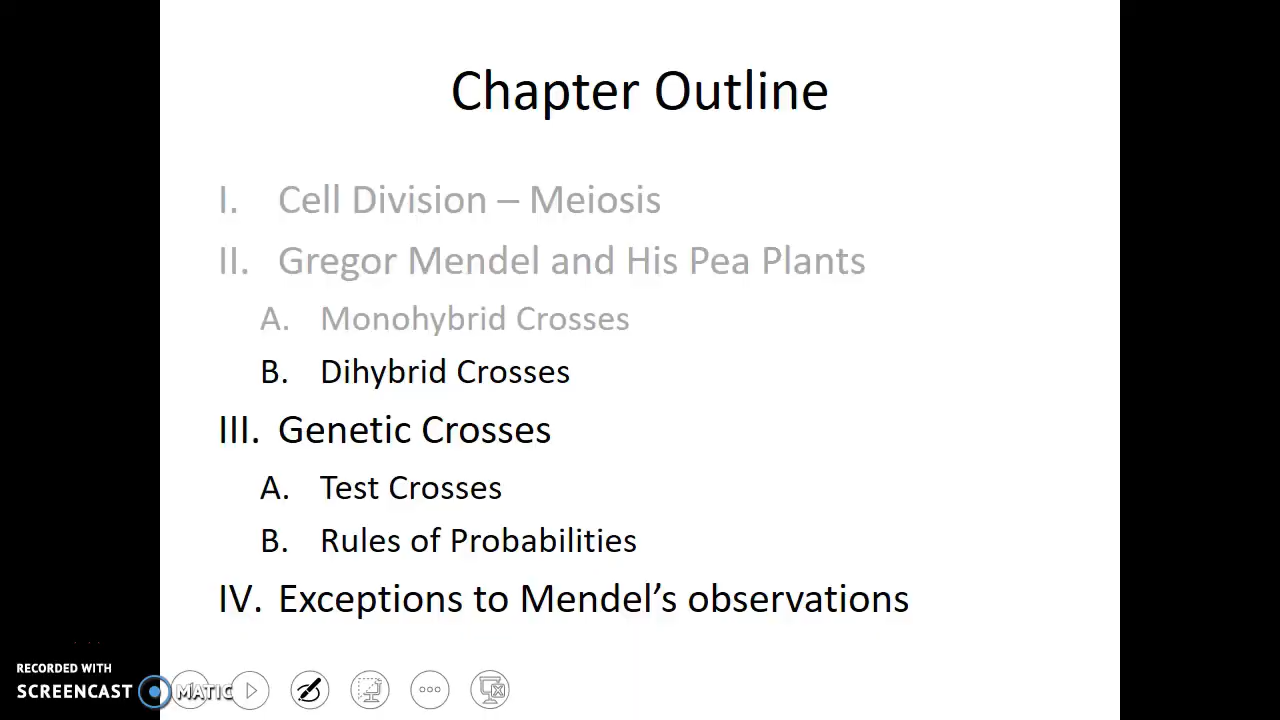 Chapter Outline
I. Cell Division – Meiosis
II. Gregor Mendel and His Pea Plants
A. Monohybrid Crosses
B. Dihybrid Crosses
III. Genetic Crosses
A. Test Crosses
B. Rules of Probabilities
IV. Exceptions to Mendel's observations
RECORDED WITH
SCREENCAST MATIC